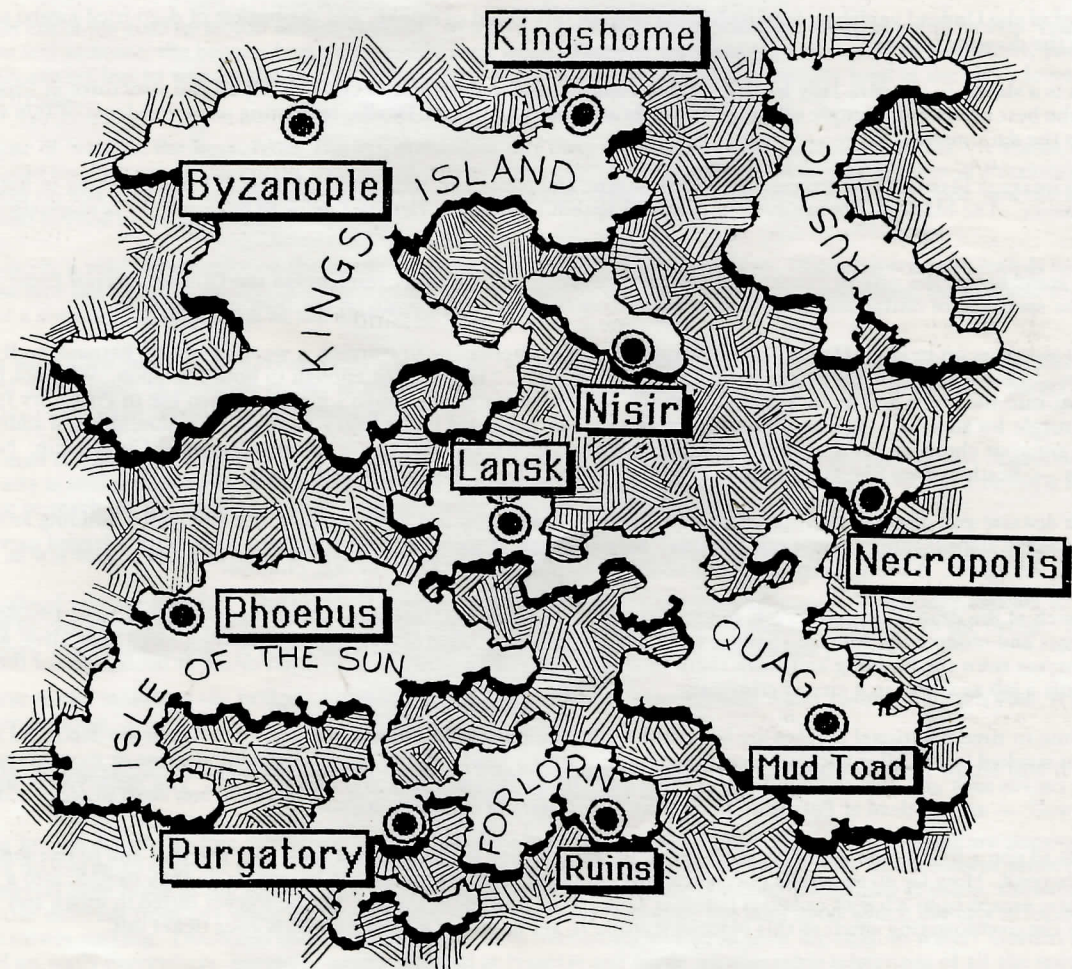 Kingshome
Byzanople
KINGS ISLAND
RUSTIC
Nisir
Lansk
Necropolis
Phoebus
ISLE OF THE SUN
QUAG
Mud Toad
Purgatory
FORLORN
Ruins